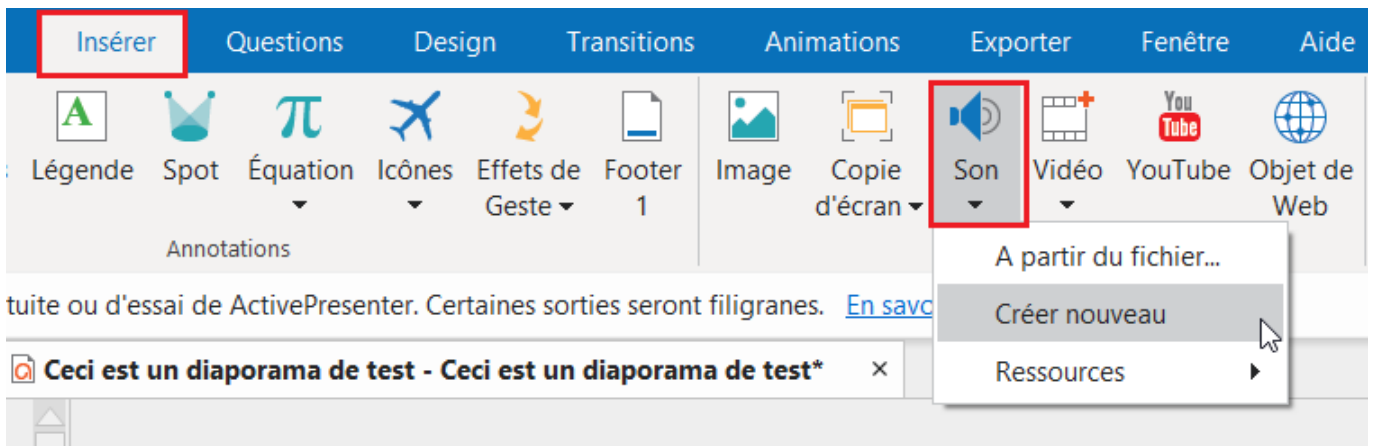 Insérer Questions Design Transitions Animations Exporter Fenêtre Aide
A π You Tube
Légende Spot Équation Icônes Effets de Footer Image Copie Son Vidéo YouTube Objet de
Geste 1 d'écran Web
Annotations
A partir du fichier...
tuite ou d'essai de ActivePresenter. Certaines sorties seront filigranes. En savo
Créer nouveau
Ceci est un diaporama de test - Ceci est un diaporama de test* ×
Ressources